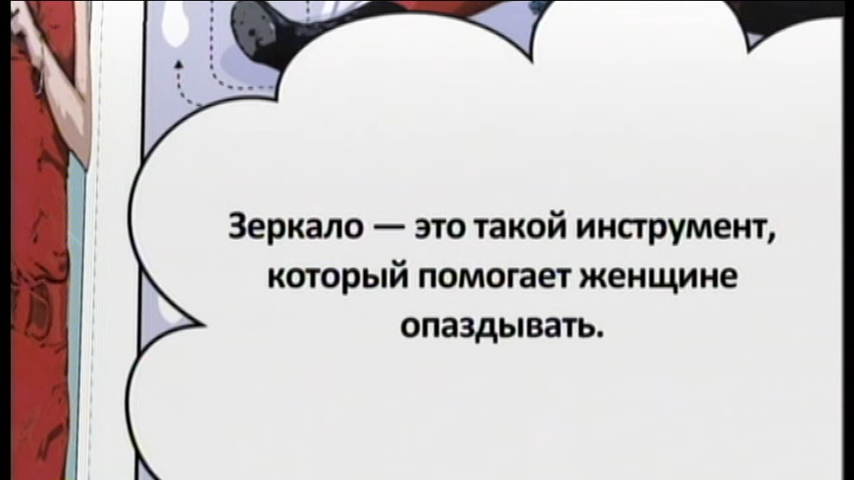 Зеркало — это такой инструмент,
который помогает женщине
опаздывать.